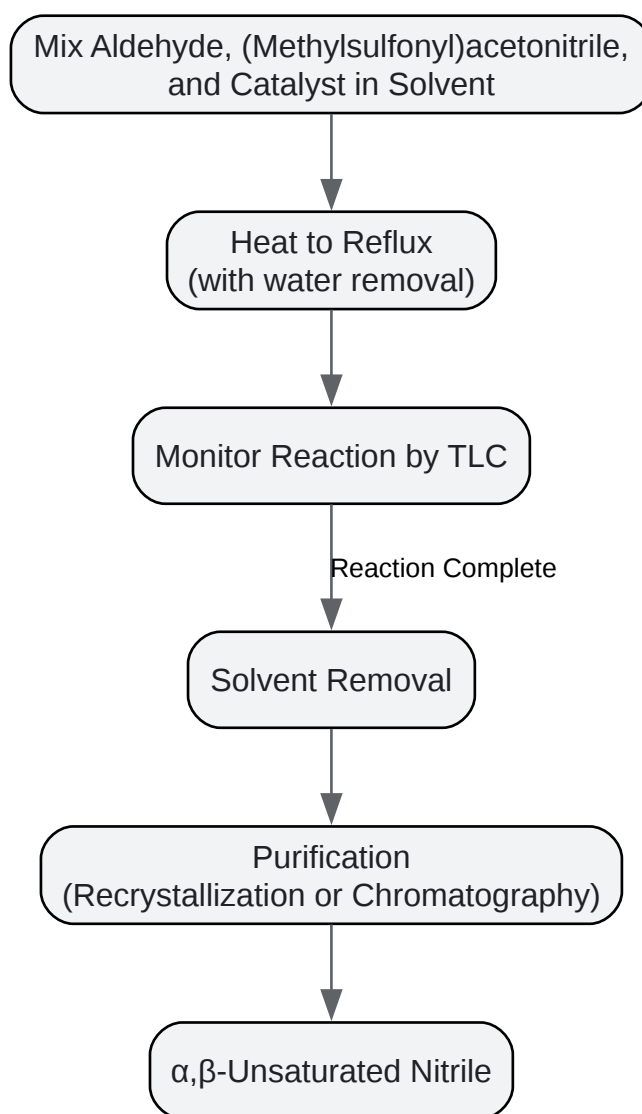 Mix Aldehyde, (Methylsulfonyl)acetonitrile,
and Catalyst in Solvent
Heat to Reflux
(with water removal)
Monitor Reaction by TLC
Reaction Complete
Solvent Removal
Purification
(Recrystallization or Chromatography)
α,β-Unsaturated Nitrile